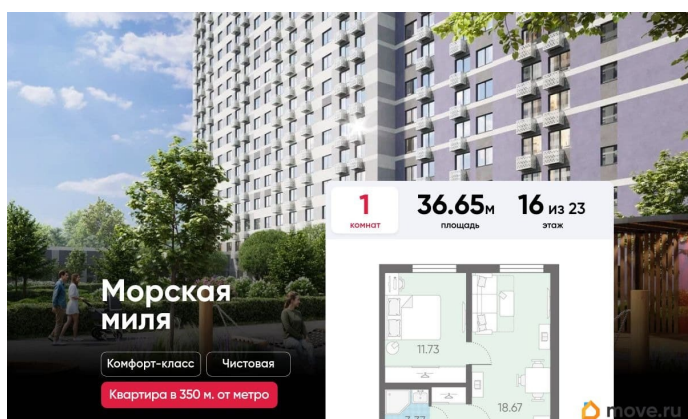 1
комнат
36.65м
площадь
16 из 23
этаж
Морская
миля
Комфорт-класс
Чистовая
Квартира в 350 м. от метро
11.73
18.67
move.ru